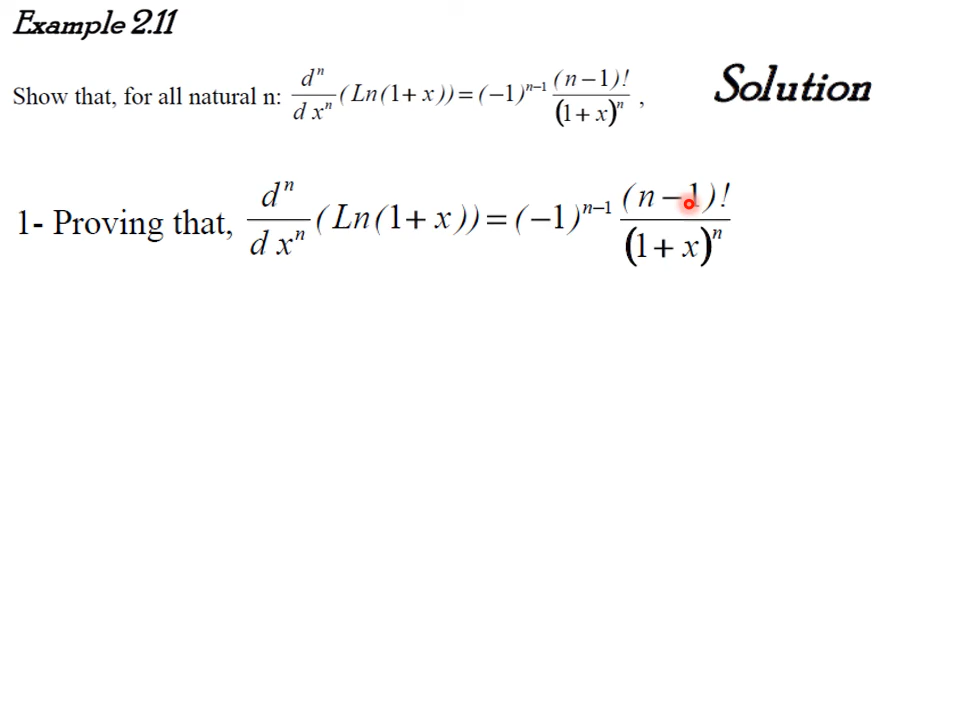 Example 2.11
Solution
Show that, for all natural n: d^n/dx^n (Ln(1+x)) = (−1)^{n−1} (n−1)!/(1+x)^n ,
1- Proving that, d^n/dx^n (Ln(1+x)) = (−1)^{n−1} (n−1)!/(1+x)^n